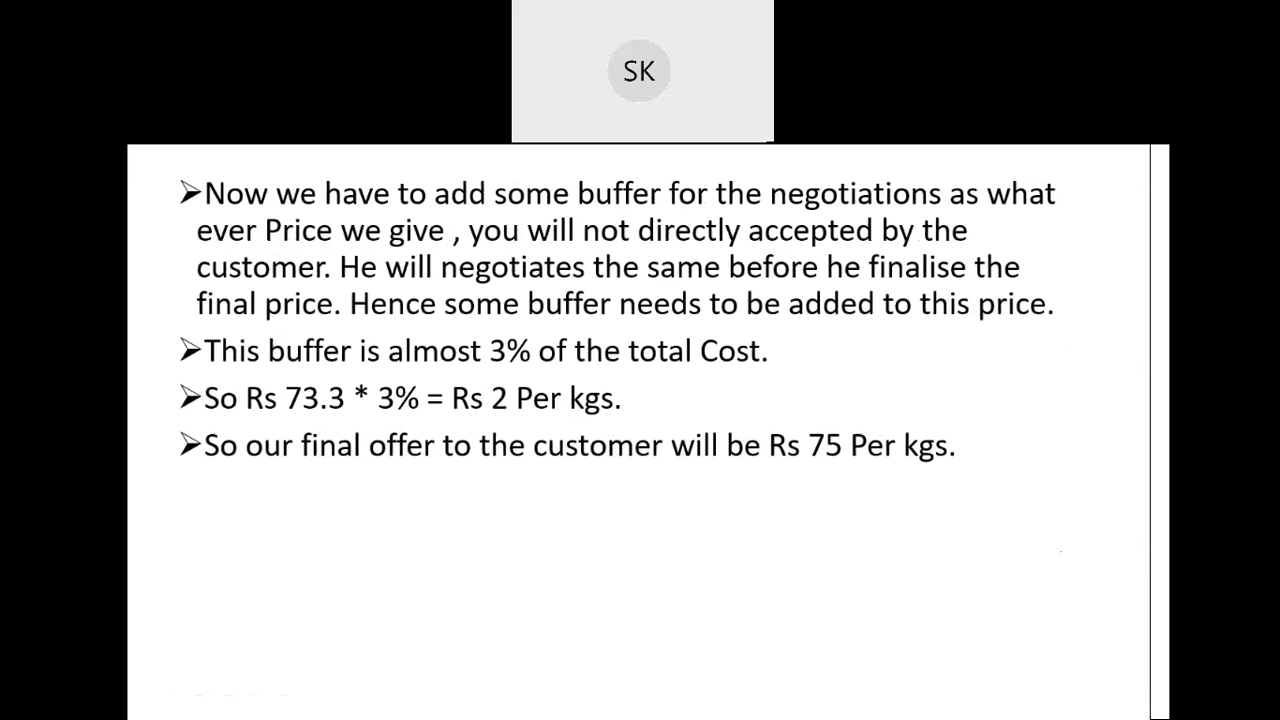 SK
➢Now we have to add some buffer for the negotiations as what
ever Price we give , you will not directly accepted by the
customer. He will negotiates the same before he finalise the
final price. Hence some buffer needs to be added to this price.
➢This buffer is almost 3% of the total Cost.
➢So Rs 73.3 * 3% = Rs 2 Per kgs.
➢So our final offer to the customer will be Rs 75 Per kgs.